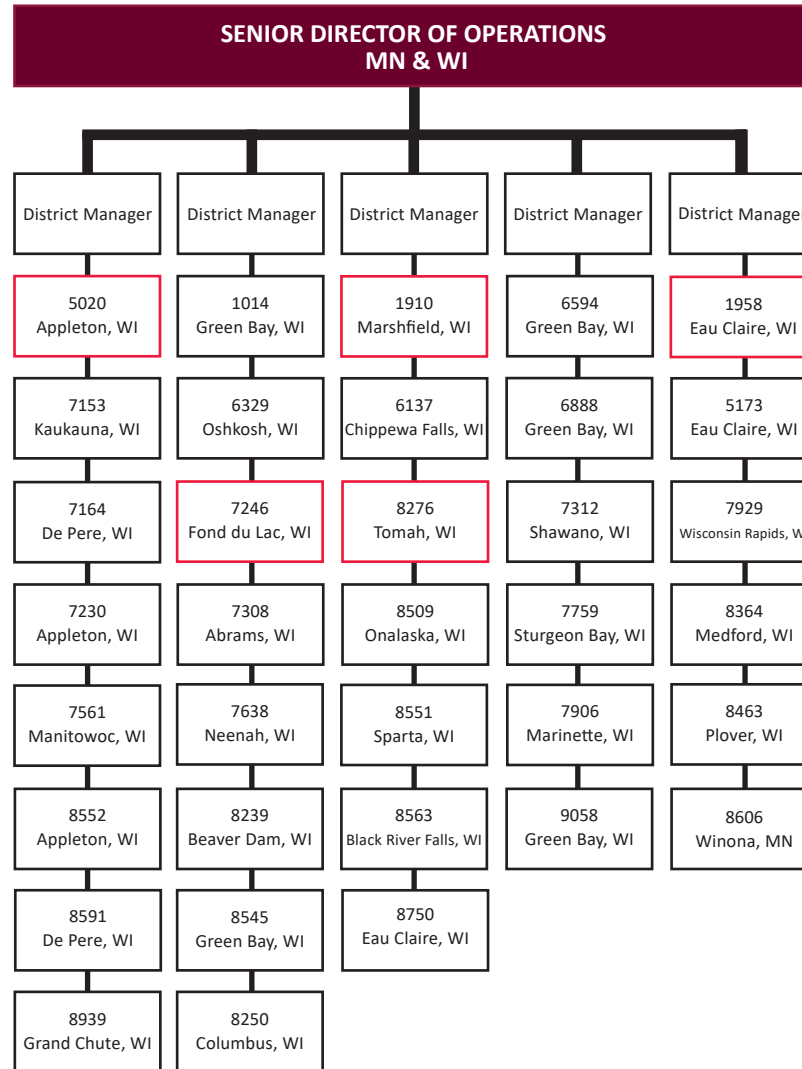 SENIOR DIRECTOR OF OPERATIONS
MN & WI
District Manager
5020
Appleton, WI
7153
Kaukauna, WI
7164
De Pere, WI
7230
Appleton, WI
7561
Manitowoc, WI
8552
Appleton, WI
8591
De Pere, WI
8939
Grand Chute, WI
District Manager
1014
Green Bay, WI
6329
Oshkosh, WI
7246
Fond du Lac, WI
7308
Abrams, WI
7638
Neenah, WI
8239
Beaver Dam, WI
8545
Green Bay, WI
8250
Columbus, WI
District Manager
1910
Marshfield, WI
6137
Chippewa Falls, WI
8276
Tomah, WI
8509
Onalaska, WI
8551
Sparta, WI
8563
Black River Falls, WI
8750
Eau Claire, WI
District Manager
6594
Green Bay, WI
6888
Green Bay, WI
7312
Shawano, WI
7759
Sturgeon Bay, WI
7906
Marinette, WI
9058
Green Bay, WI
District Manager
1958
Eau Claire, WI
5173
Eau Claire, WI
7929
Wisconsin Rapids, W
8364
Medford, WI
8463
Plover, WI
8606
Winona, MN